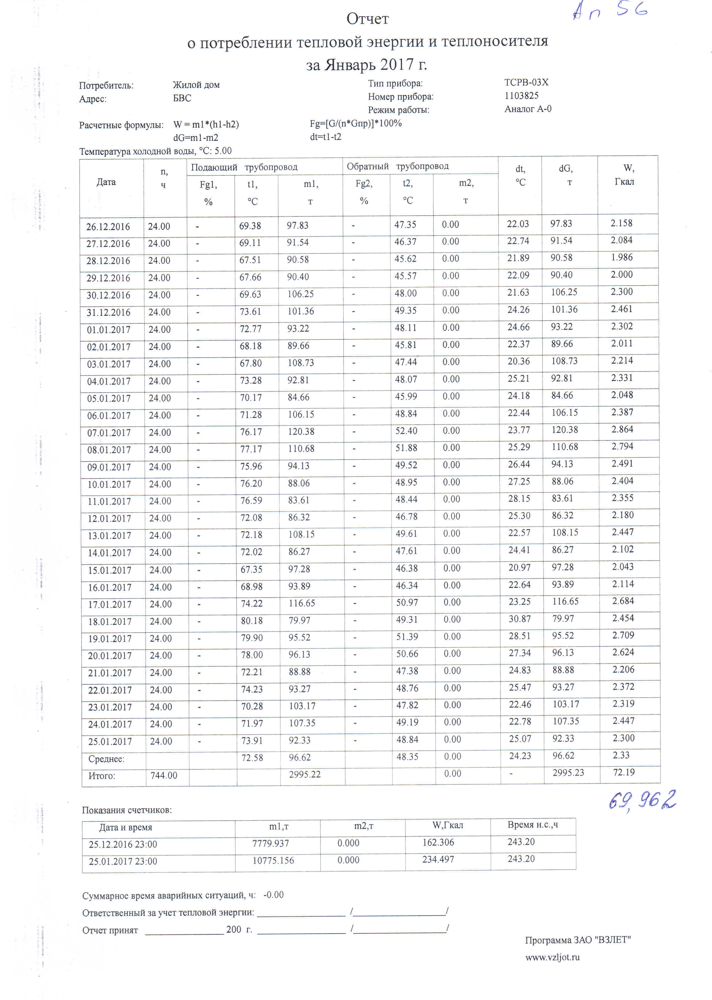 Ап 56
Отчет
о потреблении тепловой энергии и теплоносителя
за Январь 2017 г.
Потребитель: Жилой дом Тип прибора: ТСРВ-03Х
Адрес: БВС Номер прибора: 1103825
Режим работы: Аналог А-0
Расчетные формулы: W = m1*(h1-h2) Fg=[G/(n*Gпр)]*100%
dG=m1-m2 dt=t1-t2
Температура холодной воды, °С: 5.00
Дата n, ч Подающий трубопровод Обратный трубопровод dt, °С dG, т W, Гкал
Fg1, % t1, °С m1, т Fg2, % t2, °С m2, т
26.12.2016 24.00 - 69.38 97.83 - 47.35 0.00 22.03 97.83 2.158
27.12.2016 24.00 - 69.11 91.54 - 46.37 0.00 22.74 91.54 2.084
28.12.2016 24.00 - 67.51 90.58 - 45.62 0.00 21.89 90.58 1.986
29.12.2016 24.00 - 67.66 90.40 - 45.57 0.00 22.09 90.40 2.000
30.12.2016 24.00 - 69.63 106.25 - 48.00 0.00 21.63 106.25 2.300
31.12.2016 24.00 - 73.61 101.36 - 49.35 0.00 24.26 101.36 2.461
01.01.2017 24.00 - 72.77 93.22 - 48.11 0.00 24.66 93.22 2.302
02.01.2017 24.00 - 68.18 89.66 - 45.81 0.00 22.37 89.66 2.011
03.01.2017 24.00 - 67.80 108.73 - 47.44 0.00 20.36 108.73 2.214
04.01.2017 24.00 - 73.28 92.81 - 48.07 0.00 25.21 92.81 2.331
05.01.2017 24.00 - 70.17 84.66 - 45.99 0.00 24.18 84.66 2.048
06.01.2017 24.00 - 71.28 106.15 - 48.84 0.00 22.44 106.15 2.387
07.01.2017 24.00 - 76.17 120.38 - 52.40 0.00 23.77 120.38 2.864
08.01.2017 24.00 - 77.17 110.68 - 51.88 0.00 25.29 110.68 2.794
09.01.2017 24.00 - 75.96 94.13 - 49.52 0.00 26.44 94.13 2.491
10.01.2017 24.00 - 76.20 88.06 - 48.95 0.00 27.25 88.06 2.404
11.01.2017 24.00 - 76.59 83.61 - 48.44 0.00 28.15 83.61 2.355
12.01.2017 24.00 - 72.08 86.32 - 46.78 0.00 25.30 86.32 2.180
13.01.2017 24.00 - 72.18 108.15 - 49.61 0.00 22.57 108.15 2.447
14.01.2017 24.00 - 72.02 86.27 - 47.61 0.00 24.41 86.27 2.102
15.01.2017 24.00 - 67.35 97.28 - 46.38 0.00 20.97 97.28 2.043
16.01.2017 24.00 - 68.98 93.89 - 46.34 0.00 22.64 93.89 2.114
17.01.2017 24.00 - 74.22 116.65 - 50.97 0.00 23.25 116.65 2.684
18.01.2017 24.00 - 80.18 79.97 - 49.31 0.00 30.87 79.97 2.454
19.01.2017 24.00 - 79.90 95.52 - 51.39 0.00 28.51 95.52 2.709
20.01.2017 24.00 - 78.00 96.13 - 50.66 0.00 27.34 96.13 2.624
21.01.2017 24.00 - 72.21 88.88 - 47.38 0.00 24.83 88.88 2.206
22.01.2017 24.00 - 74.23 93.27 - 48.76 0.00 25.47 93.27 2.372
23.01.2017 24.00 - 70.28 103.17 - 47.82 0.00 22.46 103.17 2.319
24.01.2017 24.00 - 71.97 107.35 - 49.19 0.00 22.78 107.35 2.447
25.01.2017 24.00 - 73.91 92.33 - 48.84 0.00 25.07 92.33 2.300
Среднее: 72.58 96.62 48.35 0.00 24.23 96.62 2.33
Итого: 744.00 2995.22 0.00 - 2995.23 72.19
69,962
Показания счетчиков:
Дата и время m1,т m2,т W,Гкал Время н.с.,ч
25.12.2016 23:00 7779.937 0.000 162.306 243.20
25.01.2017 23:00 10775.156 0.000 234.497 243.20
Суммарное время аварийных ситуаций, ч: -0.00
Ответственный за учет тепловой энергии: ____________ /____________/
Отчет принят ____________ 200 г. ____________ /____________/
Программа ЗАО "ВЗЛЕТ"
www.vzljot.ru